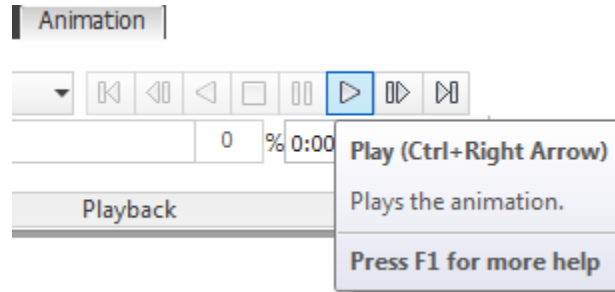 Animation
0 % 0:00
Play (Ctrl+Right Arrow)
Plays the animation.
Playback
Press F1 for more help